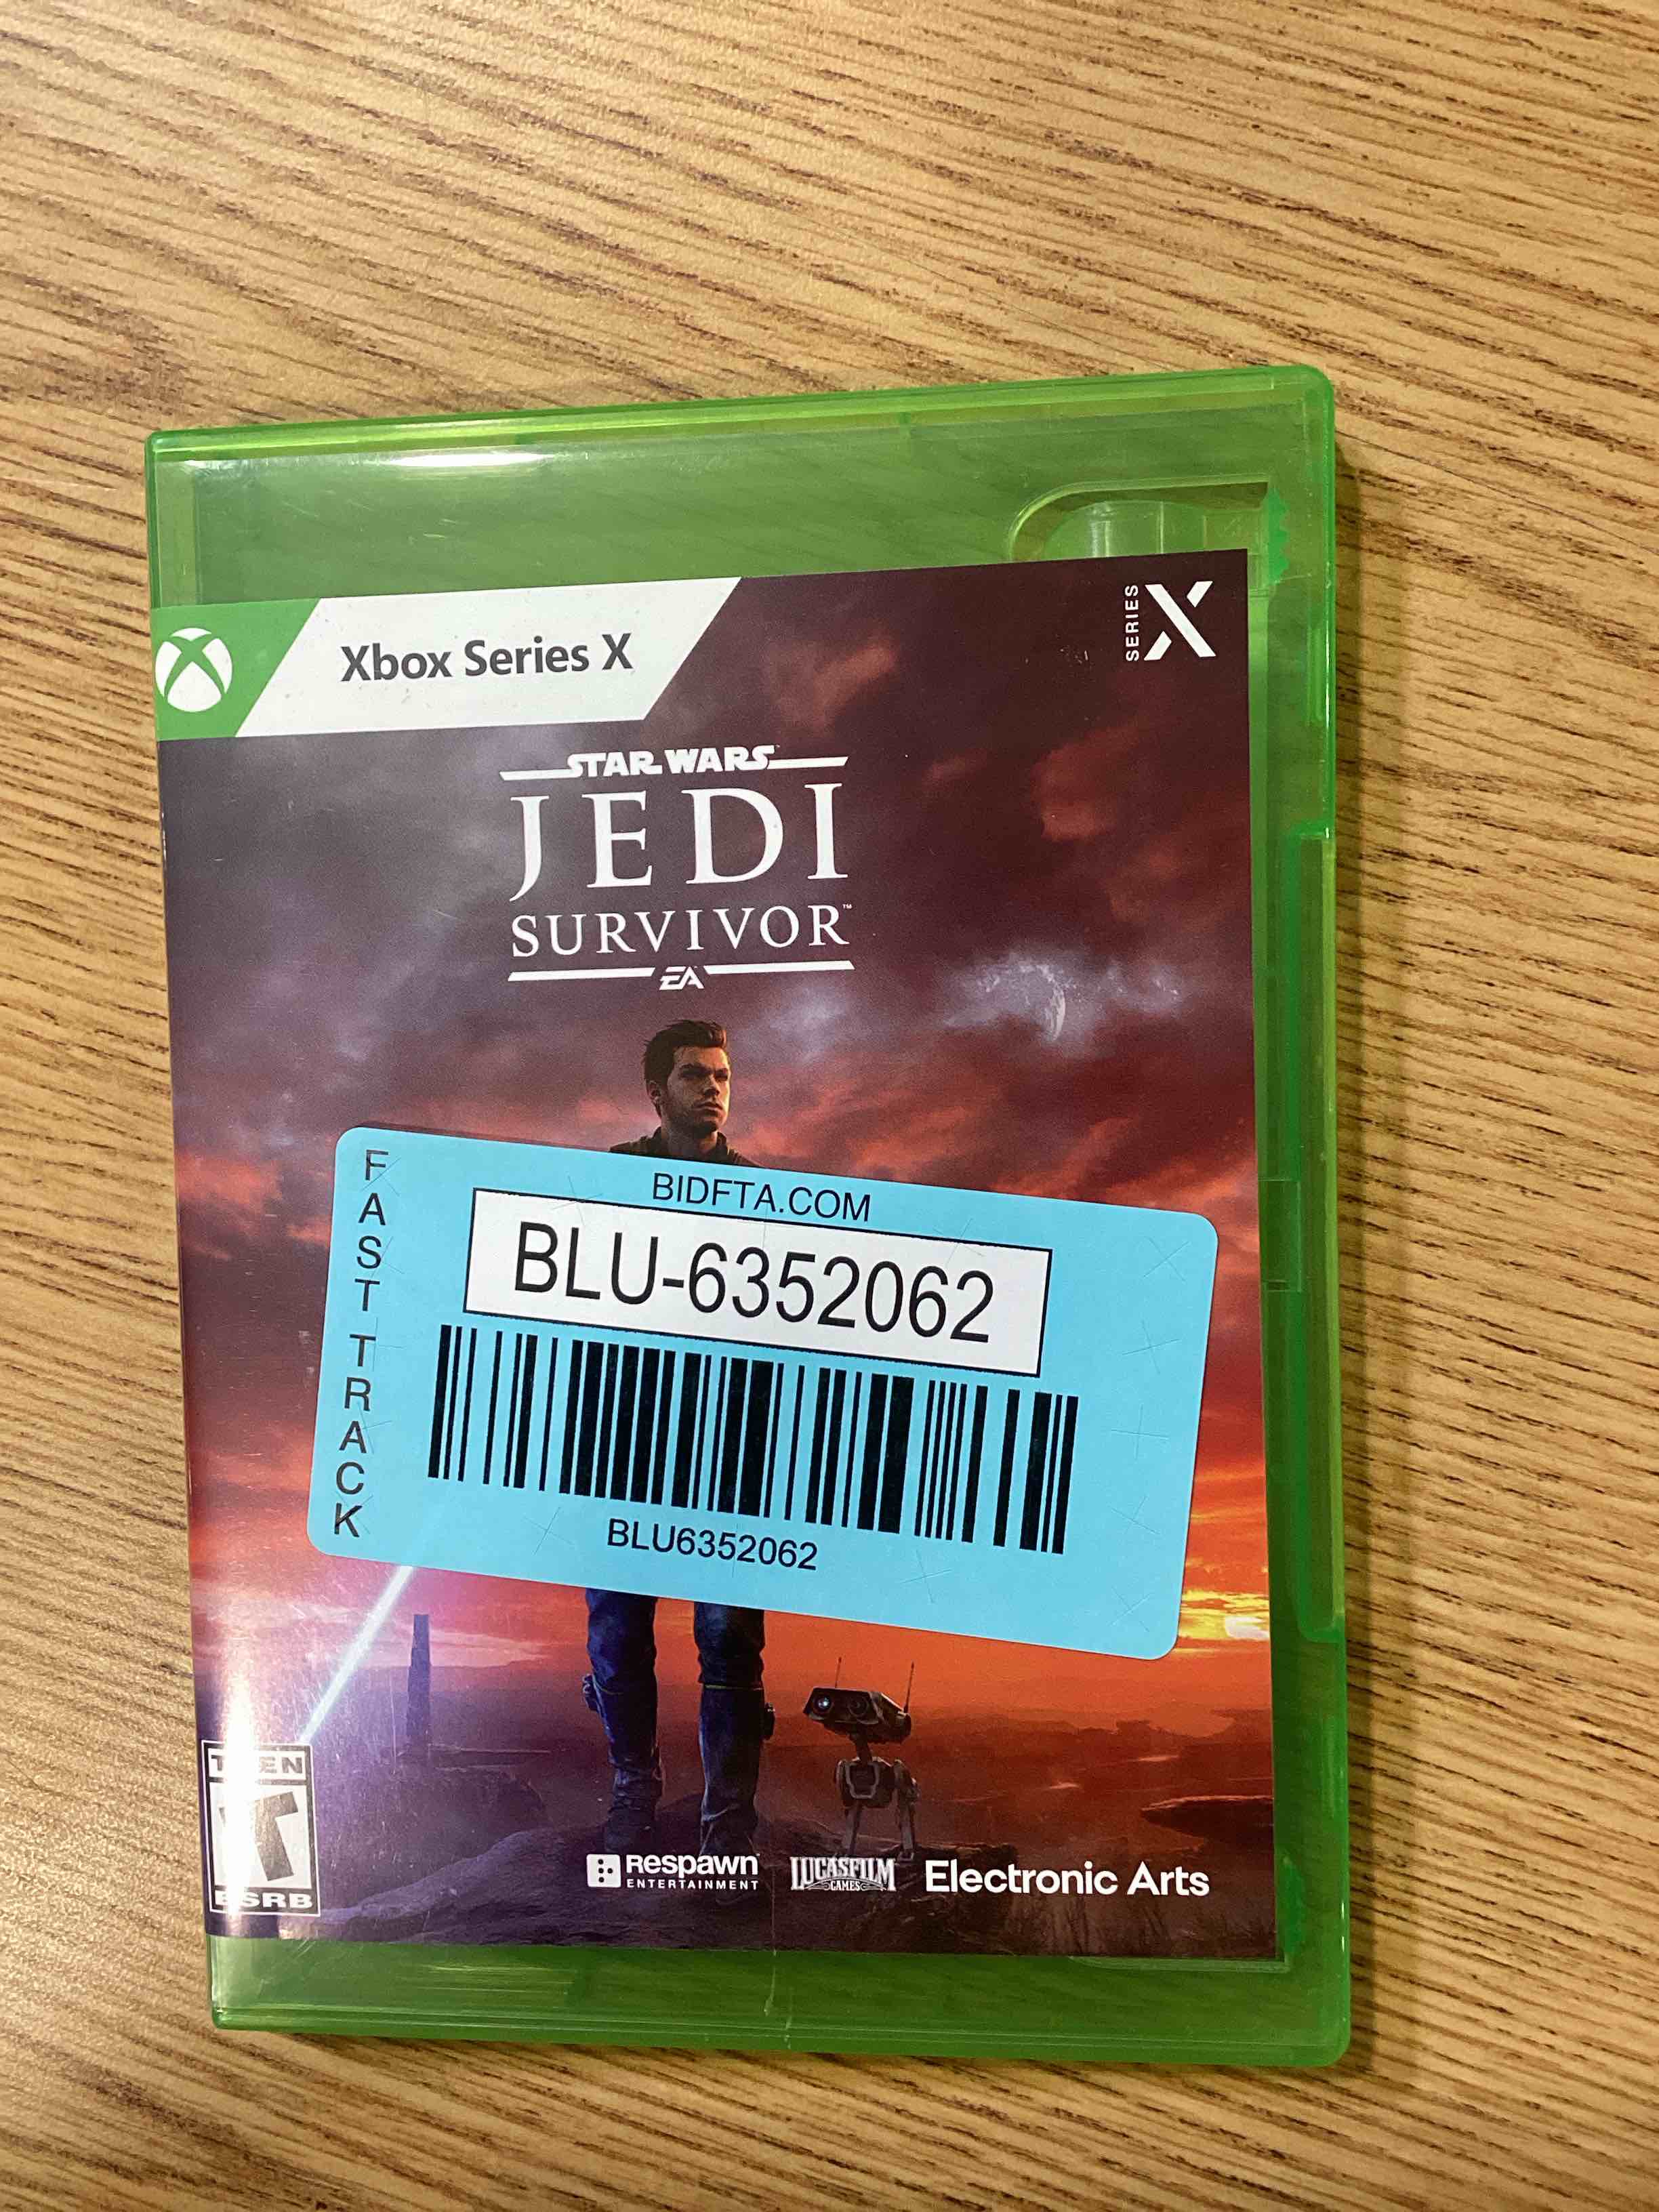 Xbox Series X
SERIES X
STAR WARS
JEDI
SURVIVOR™
EA
FAST TRACK
BIDFTA.COM
BLU-6352062
BLU6352062
TEEN
T
ESRB
Respawn
ENTERTAINMENT
LUCASFILM
GAMES
Electronic Arts